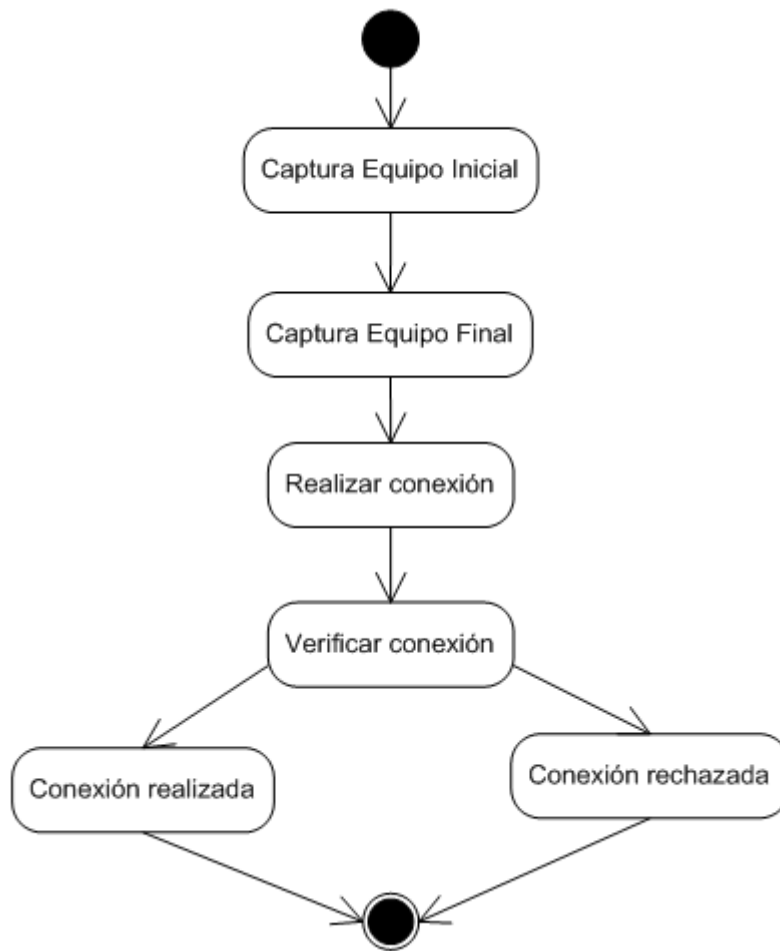 Captura Equipo Inicial
Captura Equipo Final
Realizar conexión
Verificar conexión
Conexión realizada
Conexión rechazada